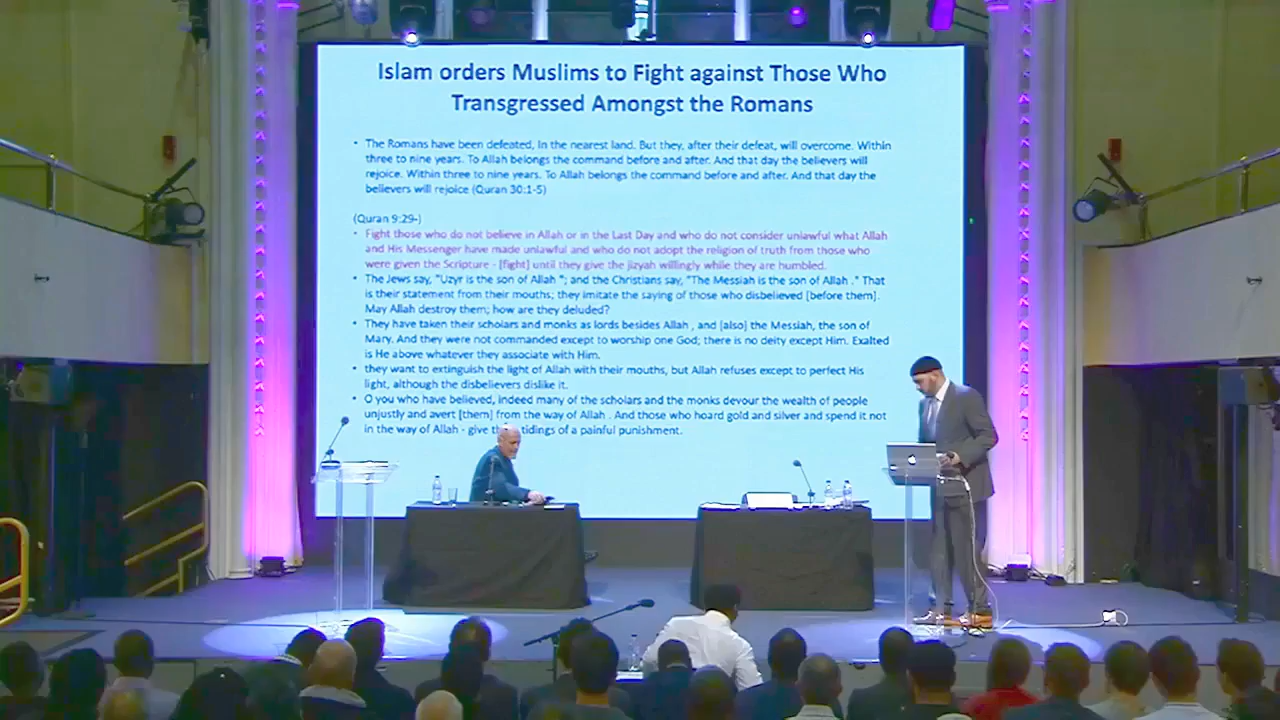 Islam orders Muslims to Fight against Those Who
Transgressed Amongst the Romans
• The Romans have been defeated, In the nearest land. But they, after their defeat, will overcome. Within
three to nine years. To Allah belongs the command before and after. And that day the believers will
rejoice. Within three to nine years. To Allah belongs the command before and after. And that day the
believers will rejoice (Quran 30:1-5)
(Quran 9:29-)
• Fight those who do not believe in Allah or in the Last Day and who do not consider unlawful what Allah
and His Messenger have made unlawful and who do not adopt the religion of truth from those who
were given the Scripture - [fight] until they give the jizyah willingly while they are humbled.
• The Jews say, "Uzyr is the son of Allah "; and the Christians say, "The Messiah is the son of Allah ." That
is their statement from their mouths; they imitate the saying of those who disbelieved [before them].
May Allah destroy them; how are they deluded?
• They have taken their scholars and monks as lords besides Allah , and [also] the Messiah, the son of
Mary. And they were not commanded except to worship one God; there is no deity except Him. Exalted
is He above whatever they associate with Him.
• they want to extinguish the light of Allah with their mouths, but Allah refuses except to perfect His
light, although the disbelievers dislike it.
• O you who have believed, indeed many of the scholars and the monks devour the wealth of people
unjustly and avert [them] from the way of Allah . And those who hoard gold and silver and spend it not
in the way of Allah - give tidings of a painful punishment.